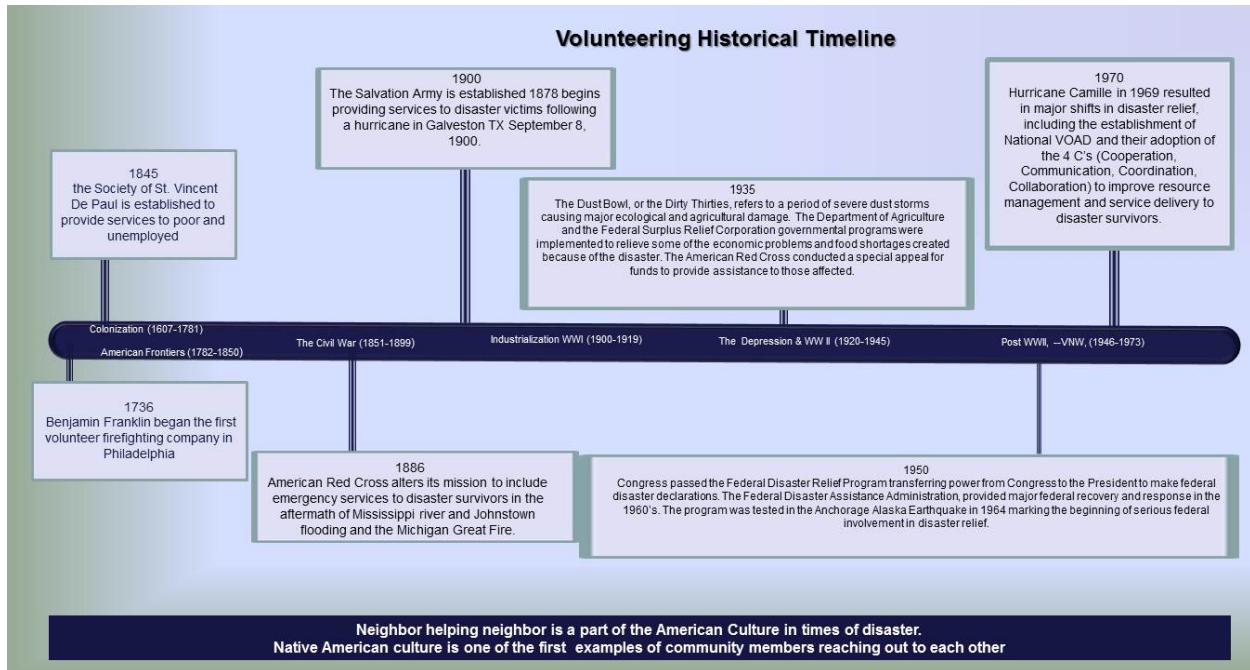 Volunteering Historical Timeline
1900
The Salvation Army is established 1878 begins
providing services to disaster victims following
a hurricane in Galveston TX September 8,
1900.
1970
Hurricane Camille in 1969 resulted
in major shifts in disaster relief,
including the establishment of
National VOAD and their adoption of
the 4 C's (Cooperation,
Communication, Coordination,
Collaboration) to improve resource
management and service delivery to
disaster survivors.
1845
the Society of St. Vincent
De Paul is established to
provide services to poor and
unemployed
1935
The Dust Bowl, or the Dirty Thirties, refers to a period of severe dust storms
causing major ecological and agricultural damage. The Department of Agriculture
and the Federal Surplus Relief Corporation governmental programs were
implemented to relieve some of the economic problems and food shortages created
because of the disaster. The American Red Cross conducted a special appeal for
funds to provide assistance to those affected.
Colonization (1607-1781)
American Frontiers (1782-1850)
The Civil War (1851-1899)
Industrialization WWI (1900-1919)
The Depression & WW II (1920-1945)
Post WWII, --VNW, (1946-1973)
1736
Benjamin Franklin began the first
volunteer firefighting company in
Philadelphia
1886
American Red Cross alters its mission to include
emergency services to disaster survivors in the
aftermath of Mississippi river and Johnstown
flooding and the Michigan Great Fire.
1950
Congress passed the Federal Disaster Relief Program transferring power from Congress to the President to make federal
disaster declarations. The Federal Disaster Assistance Administration, provided major federal recovery and response in the
1960's. The program was tested in the Anchorage Alaska Earthquake in 1964 marking the beginning of serious federal
involvement in disaster relief.
Neighbor helping neighbor is a part of the American Culture in times of disaster.
Native American culture is one of the first examples of community members reaching out to each other